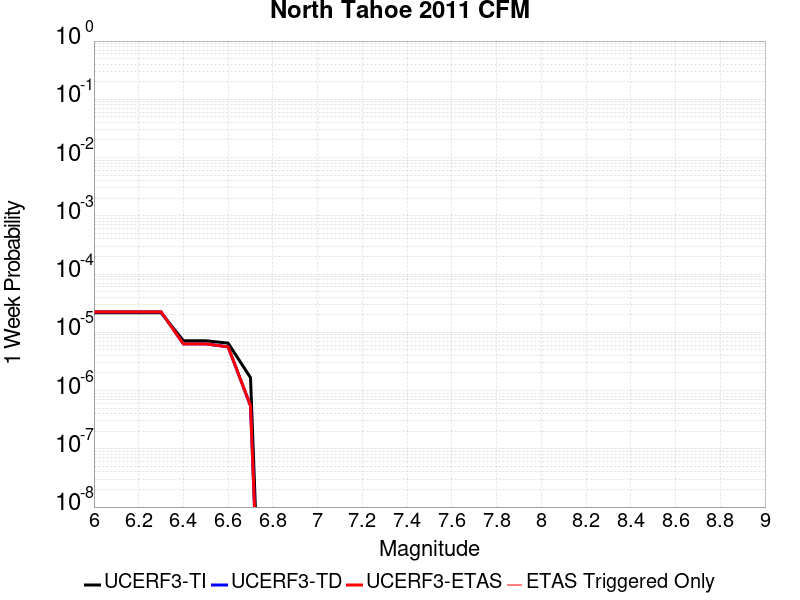 North Tahoe 2011 CFM
1 Week Probability
10^0
10^-1
10^-2
10^-3
10^-4
10^-5
10^-6
10^-7
10^-8
6 6.2 6.4 6.6 6.8 7 7.2 7.4 7.6 7.8 8 8.2 8.4 8.6 8.8 9
Magnitude
UCERF3-TI UCERF3-TD UCERF3-ETAS ETAS Triggered Only